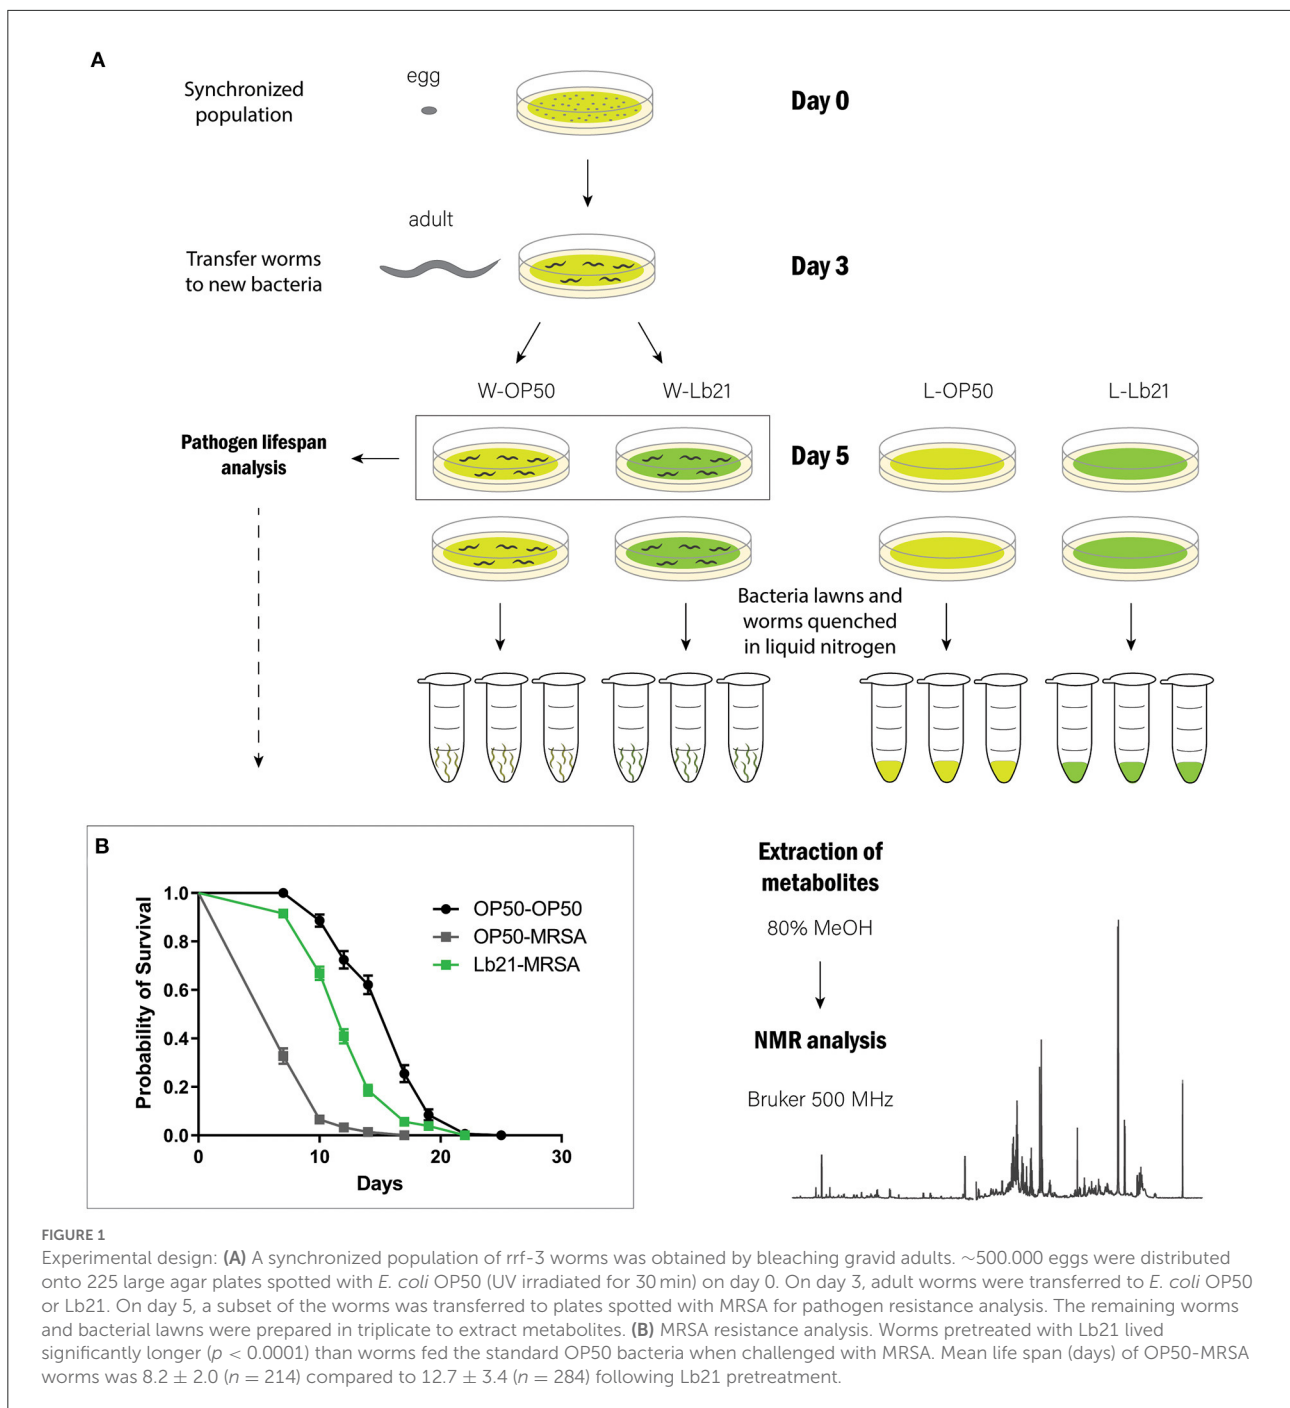 A
Synchronized
population
egg
Day 0
adult
Transfer worms
to new bacteria
Day 3
W-OP50
W-Lb21
L-OP50
L-Lb21
Pathogen lifespan
analysis
Day 5
Bacteria lawns and
worms quenched
in liquid nitrogen
B
1.0
0.8
0.6
0.4
0.2
0.0
0
10
20
30
Probability of Survival
Days
OP50-OP50
OP50-MRSA
Lb21-MRSA
Extraction of
metabolites
80% MeOH
NMR analysis
Bruker 500 MHz
FIGURE 1
Experimental design: (A) A synchronized population of rrf-3 worms was obtained by bleaching gravid adults. ~500.000 eggs were distributed
onto 225 large agar plates spotted with E. coli OP50 (UV irradiated for 30 min) on day 0. On day 3, adult worms were transferred to E. coli OP50
or Lb21. On day 5, a subset of the worms was transferred to plates spotted with MRSA for pathogen resistance analysis. The remaining worms
and bacterial lawns were prepared in triplicate to extract metabolites. (B) MRSA resistance analysis. Worms pretreated with Lb21 lived
significantly longer (p < 0.0001) than worms fed the standard OP50 bacteria when challenged with MRSA. Mean life span (days) of OP50-MRSA
worms was 8.2 ± 2.0 (n = 214) compared to 12.7 ± 3.4 (n = 284) following Lb21 pretreatment.